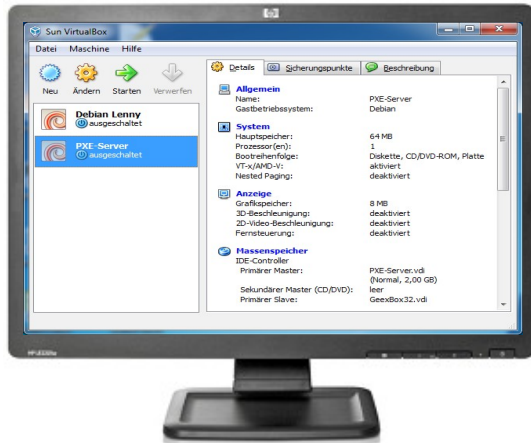 hp
Sun VirtualBox
Datei Maschine Hilfe
Neu Ändern Starten Verwerfen
Debian Lenny
ausgeschaltet
PXE-Server
ausgeschaltet
Details Sicherungspunkte Beschreibung
Allgemein
Name: PXE-Server
Gastbetriebssystem: Debian
System
Hauptspeicher: 64 MB
Prozessor(en): 1
Bootreihenfolge: Diskette, CD/DVD-ROM, Platte
VT-x/AMD-V: aktiviert
Nested Paging: deaktiviert
Anzeige
Grafikspeicher: 8 MB
3D-Beschleunigung: deaktiviert
2D-Video-Beschleunigung: deaktiviert
Fernsteuerung: deaktiviert
Massenspeicher
IDE-Controller
Primärer Master: PXE-Server.vdi
(Normal, 2,00 GB)
Sekundärer Master (CD/DVD): leer
Primärer Slave: GeexBox32.vdi